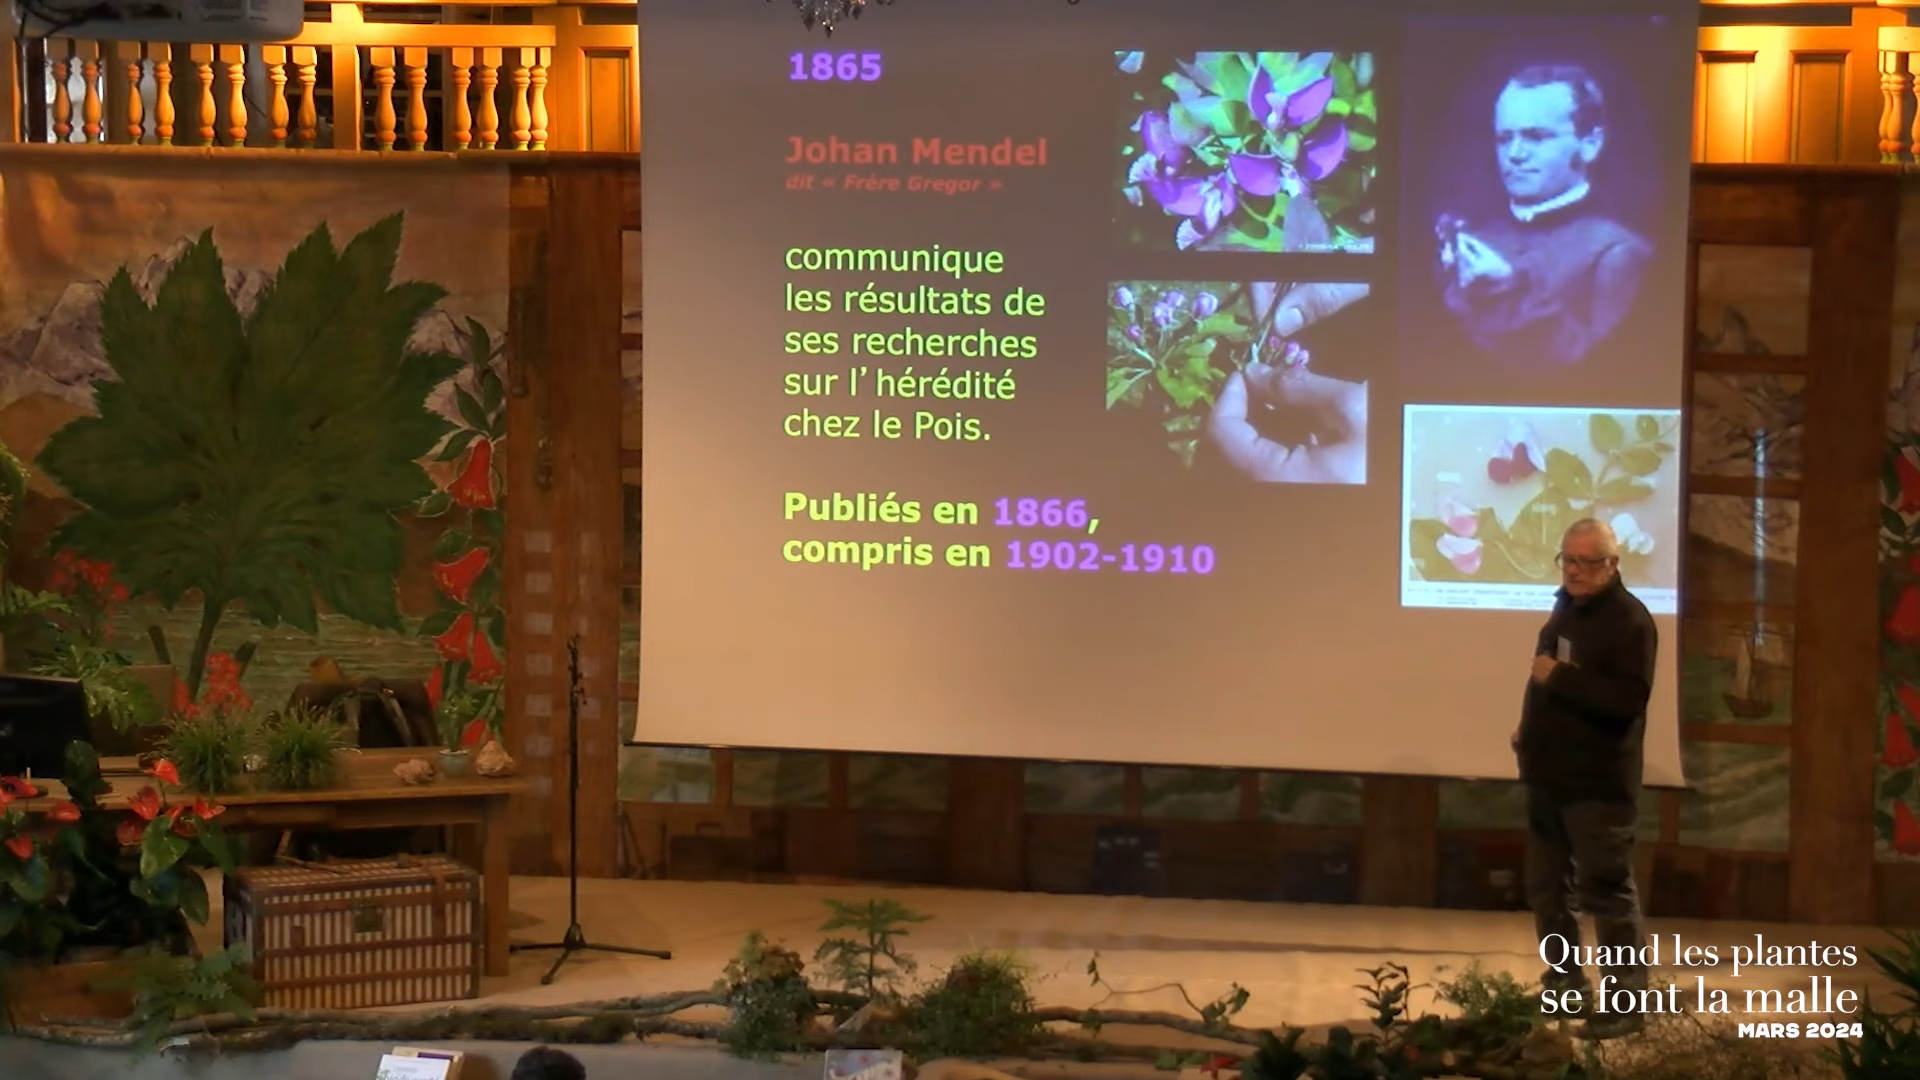 1865
Johan Mendel
dit « Frère Gregor »
communique
les résultats de
ses recherches
sur l'hérédité
chez le Pois.
Publiés en 1866,
compris en 1902-1910
Quand les plantes
se font la malle
MARS 2024